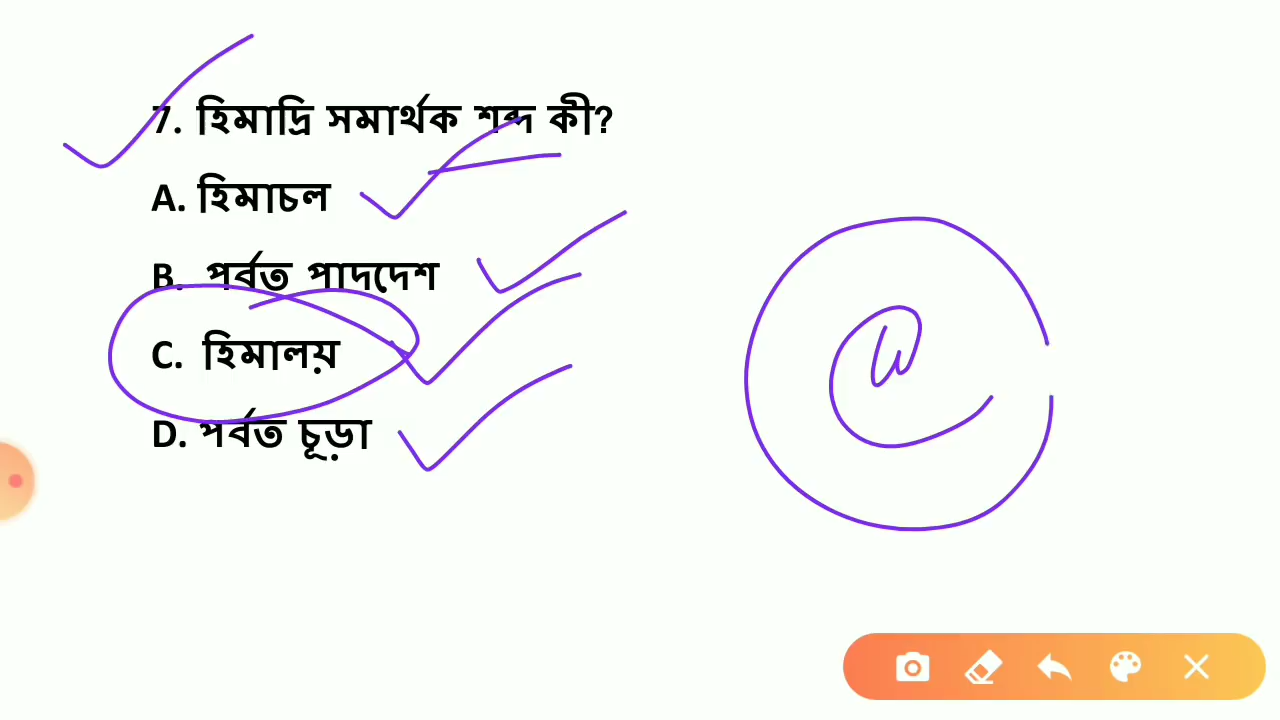 7. হিমাদ্রি সমার্থক শব্দ কী?
A. হিমাচল
B. পর্বত পাদদেশ
C. হিমালয়
D. পর্বত চূড়া